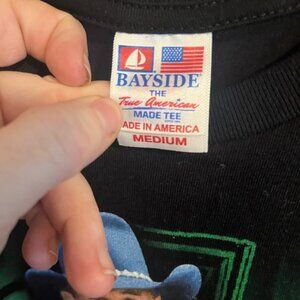 BAYSIDE
THE
True American
MADE TEE
ADE IN AMERICA
MEDIUM